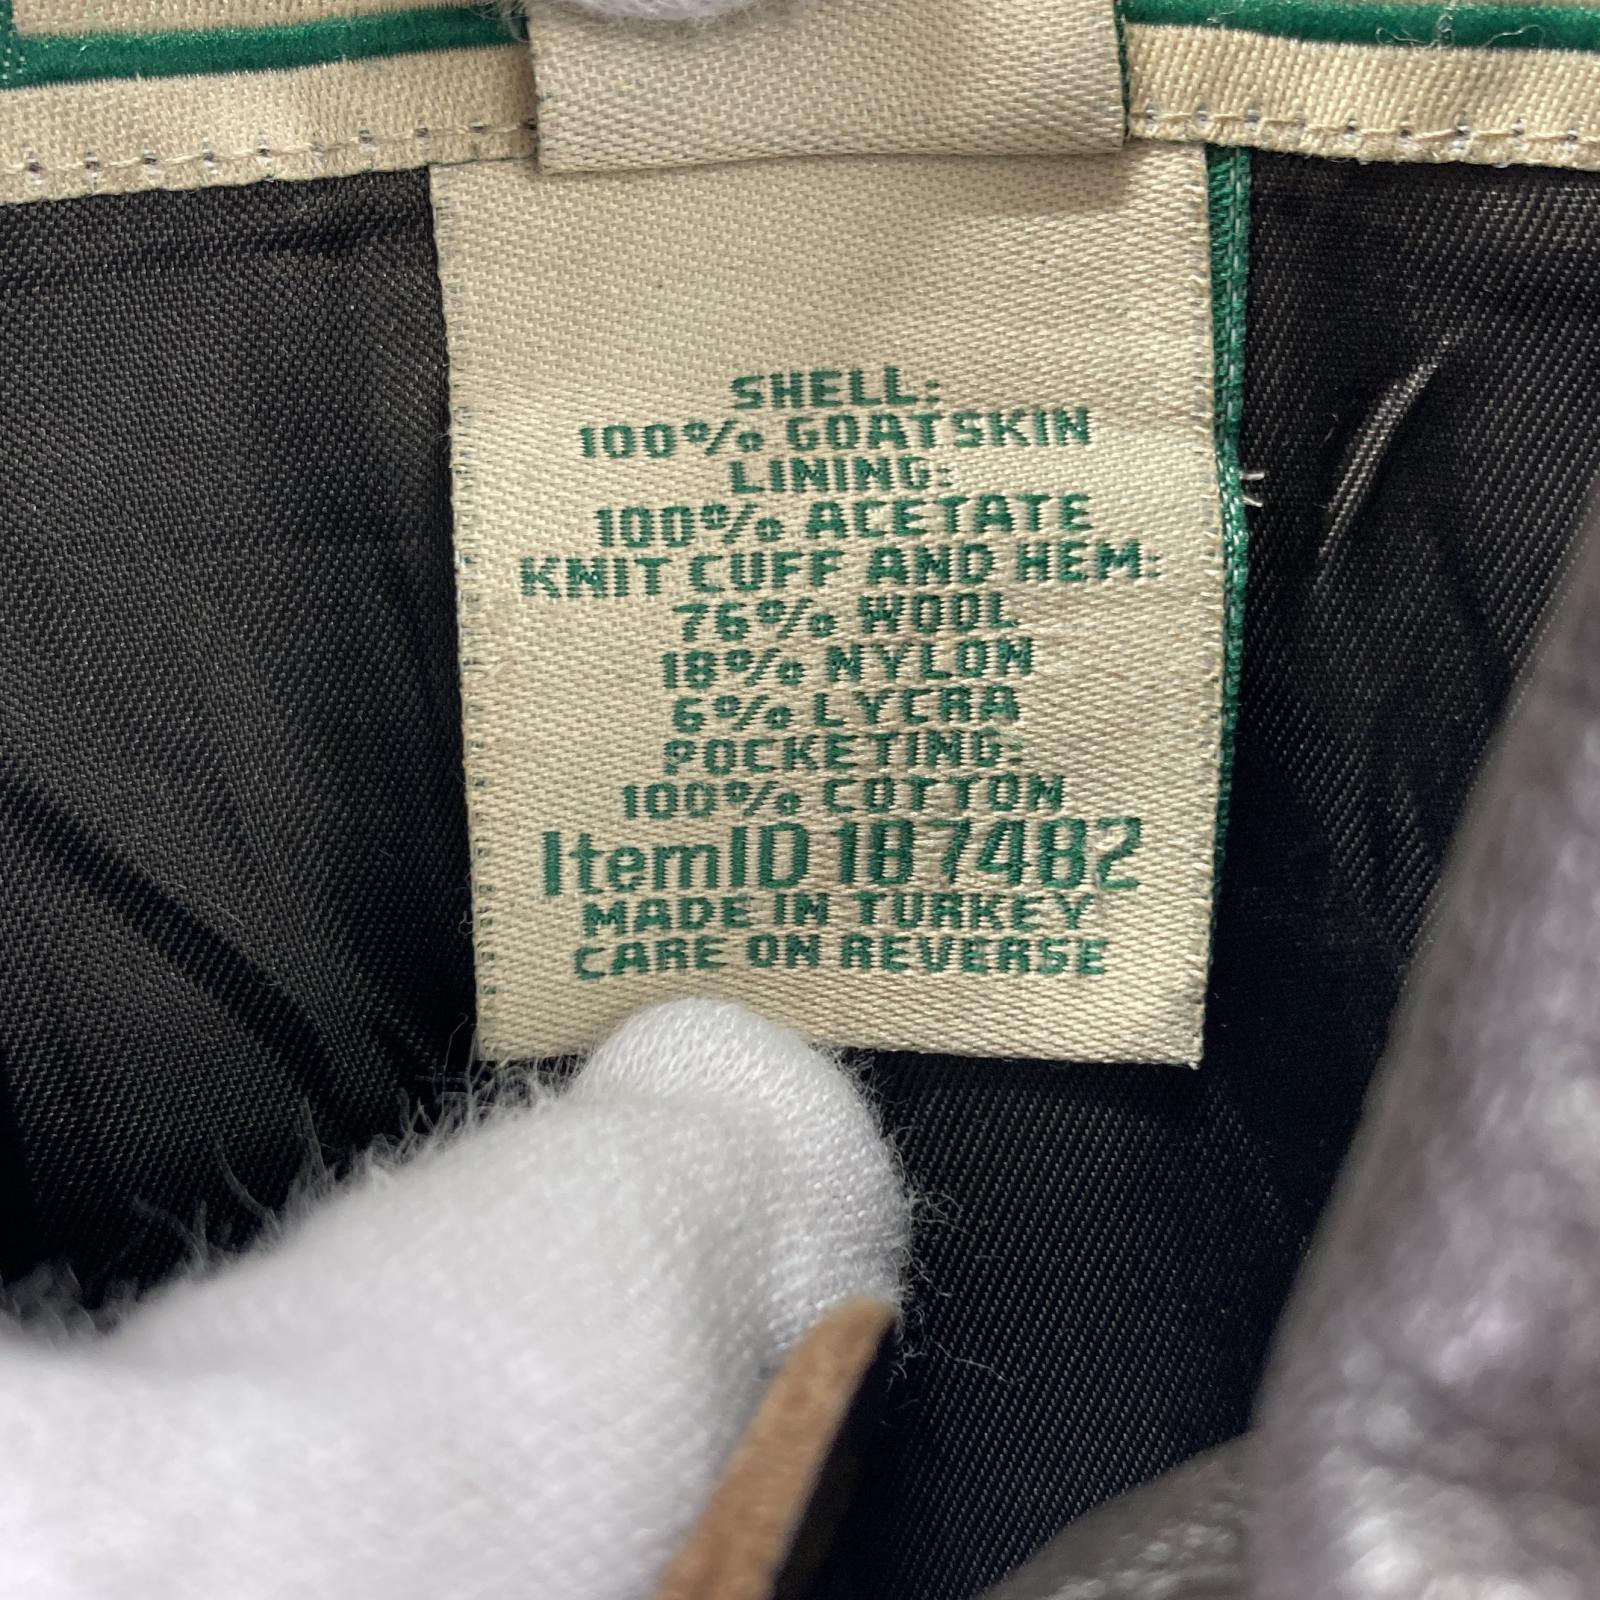 SHELL:
100% GOATSKIN
LINING:
100% ACETATE
KNIT CUFF AND HEM:
76% WOOL
18% NYLON
6% LYCRA
POCKETING:
100% COTTON
ItemID 187482
MADE IN TURKEY
CARE ON REVERSE